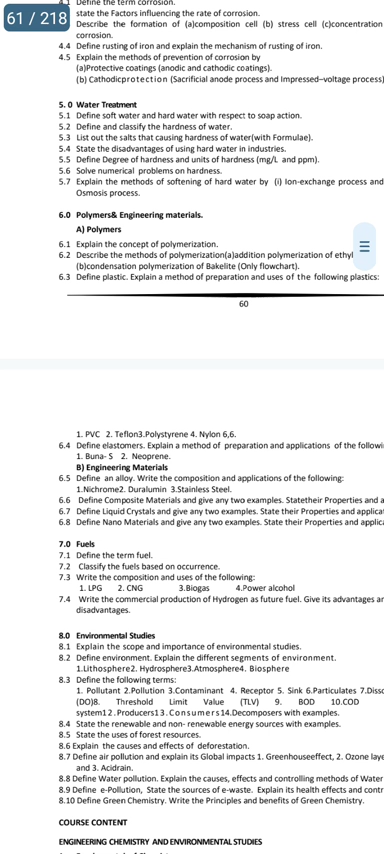 4.1 Define the term corrosion.
61 / 218
state the Factors influencing the rate of corrosion.
Describe the formation of (a)composition cell (b) stress cell (c)concentration
corrosion.
4.4 Define rusting of iron and explain the mechanism of rusting of iron.
4.5 Explain the methods of prevention of corrosion by
(a)Protective coatings (anodic and cathodic coatings).
(b) Cathodicprotection (Sacrificial anode process and Impressed–voltage process)
5. 0 Water Treatment
5.1 Define soft water and hard water with respect to soap action.
5.2 Define and classify the hardness of water.
5.3 List out the salts that causing hardness of water(with Formulae).
5.4 State the disadvantages of using hard water in industries.
5.5 Define Degree of hardness and units of hardness (mg/L and ppm).
5.6 Solve numerical problems on hardness.
5.7 Explain the methods of softening of hard water by (i) Ion-exchange process and
Osmosis process.
6.0 Polymers& Engineering materials.
A) Polymers
6.1 Explain the concept of polymerization.
6.2 Describe the methods of polymerization(a)addition polymerization of ethyl
(b)condensation polymerization of Bakelite (Only flowchart).
6.3 Define plastic. Explain a method of preparation and uses of the following plastics:
60
1. PVC 2. Teflon3.Polystyrene 4. Nylon 6,6.
6.4 Define elastomers. Explain a method of preparation and applications of the followi
1. Buna- S 2. Neoprene.
B) Engineering Materials
6.5 Define an alloy. Write the composition and applications of the following:
1.Nichrome2. Duralumin 3.Stainless Steel.
6.6 Define Composite Materials and give any two examples. Statetheir Properties and a
6.7 Define Liquid Crystals and give any two examples. State their Properties and applicat
6.8 Define Nano Materials and give any two examples. State their Properties and applica
7.0 Fuels
7.1 Define the term fuel.
7.2 Classify the fuels based on occurrence.
7.3 Write the composition and uses of the following:
1. LPG 2. CNG 3.Biogas 4.Power alcohol
7.4 Write the commercial production of Hydrogen as future fuel. Give its advantages an
disadvantages.
8.0 Environmental Studies
8.1 Explain the scope and importance of environmental studies.
8.2 Define environment. Explain the different segments of environment.
1.Lithosphere2. Hydrosphere3.Atmosphere4. Biosphere
8.3 Define the following terms:
1. Pollutant 2.Pollution 3.Contaminant 4. Receptor 5. Sink 6.Particulates 7.Disso
(DO)8. Threshold Limit Value (TLV) 9. BOD 10.COD
system12.Producers13.Consumers14.Decomposers with examples.
8.4 State the renewable and non- renewable energy sources with examples.
8.5 State the uses of forest resources.
8.6 Explain the causes and effects of deforestation.
8.7 Define air pollution and explain its Global impacts 1. Greenhouseeffect, 2. Ozone laye
and 3. Acidrain.
8.8 Define Water pollution. Explain the causes, effects and controlling methods of Water
8.9 Define e-Pollution, State the sources of e-waste. Explain its health effects and contr
8.10 Define Green Chemistry. Write the Principles and benefits of Green Chemistry.
COURSE CONTENT
ENGINEERING CHEMISTRY AND ENVIRONMENTAL STUDIES